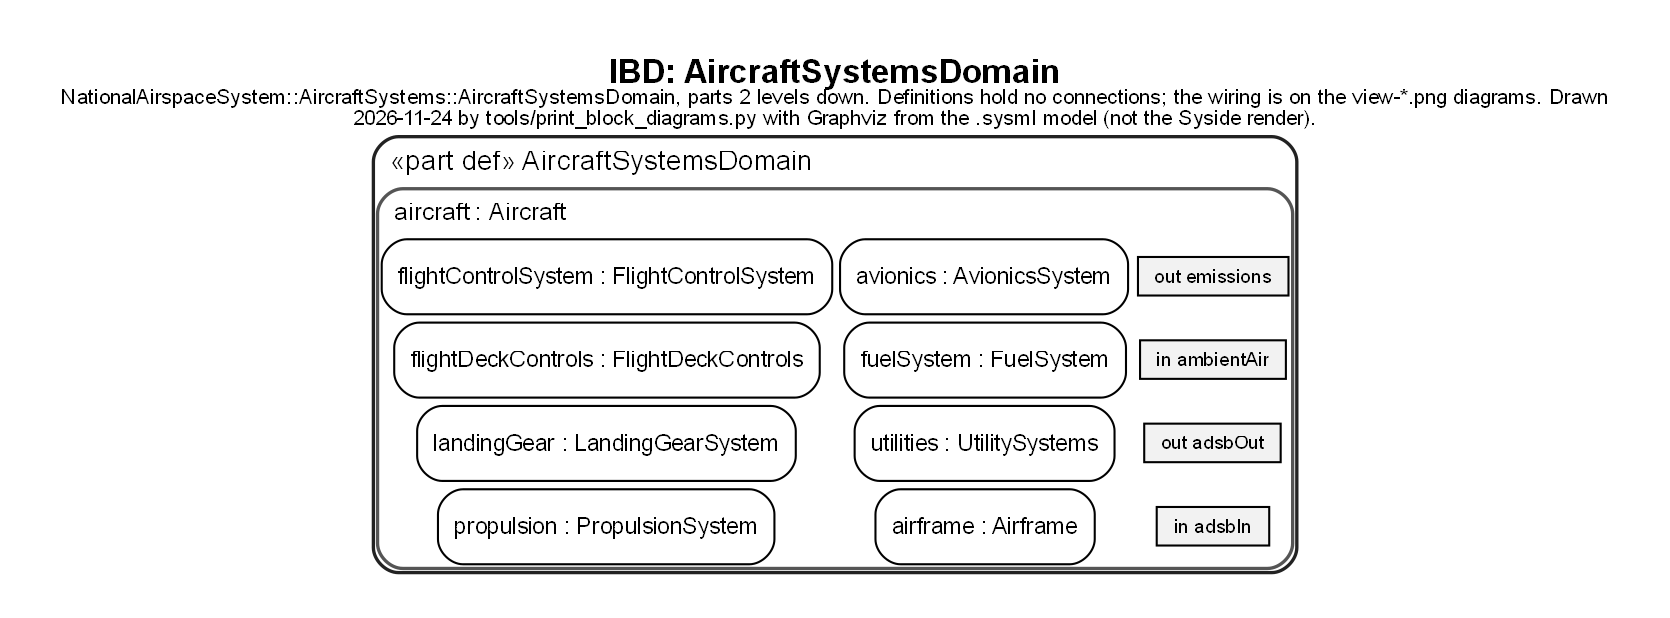 IBD: AircraftSystemsDomain
NationalAirspaceSystem::AircraftSystems::AircraftSystemsDomain, parts 2 levels down. Definitions hold no connections; the wiring is on the view-*.png diagrams. Drawn
2026-11-24 by tools/print_block_diagrams.py with Graphviz from the .sysml model (not the Syside render).
«part def» AircraftSystemsDomain
aircraft : Aircraft
flightControlSystem : FlightControlSystem
avionics : AvionicsSystem
out emissions
flightDeckControls : FlightDeckControls
fuelSystem : FuelSystem
in ambientAir
landingGear : LandingGearSystem
utilities : UtilitySystems
out adsbOut
propulsion : PropulsionSystem
airframe : Airframe
in adsbIn